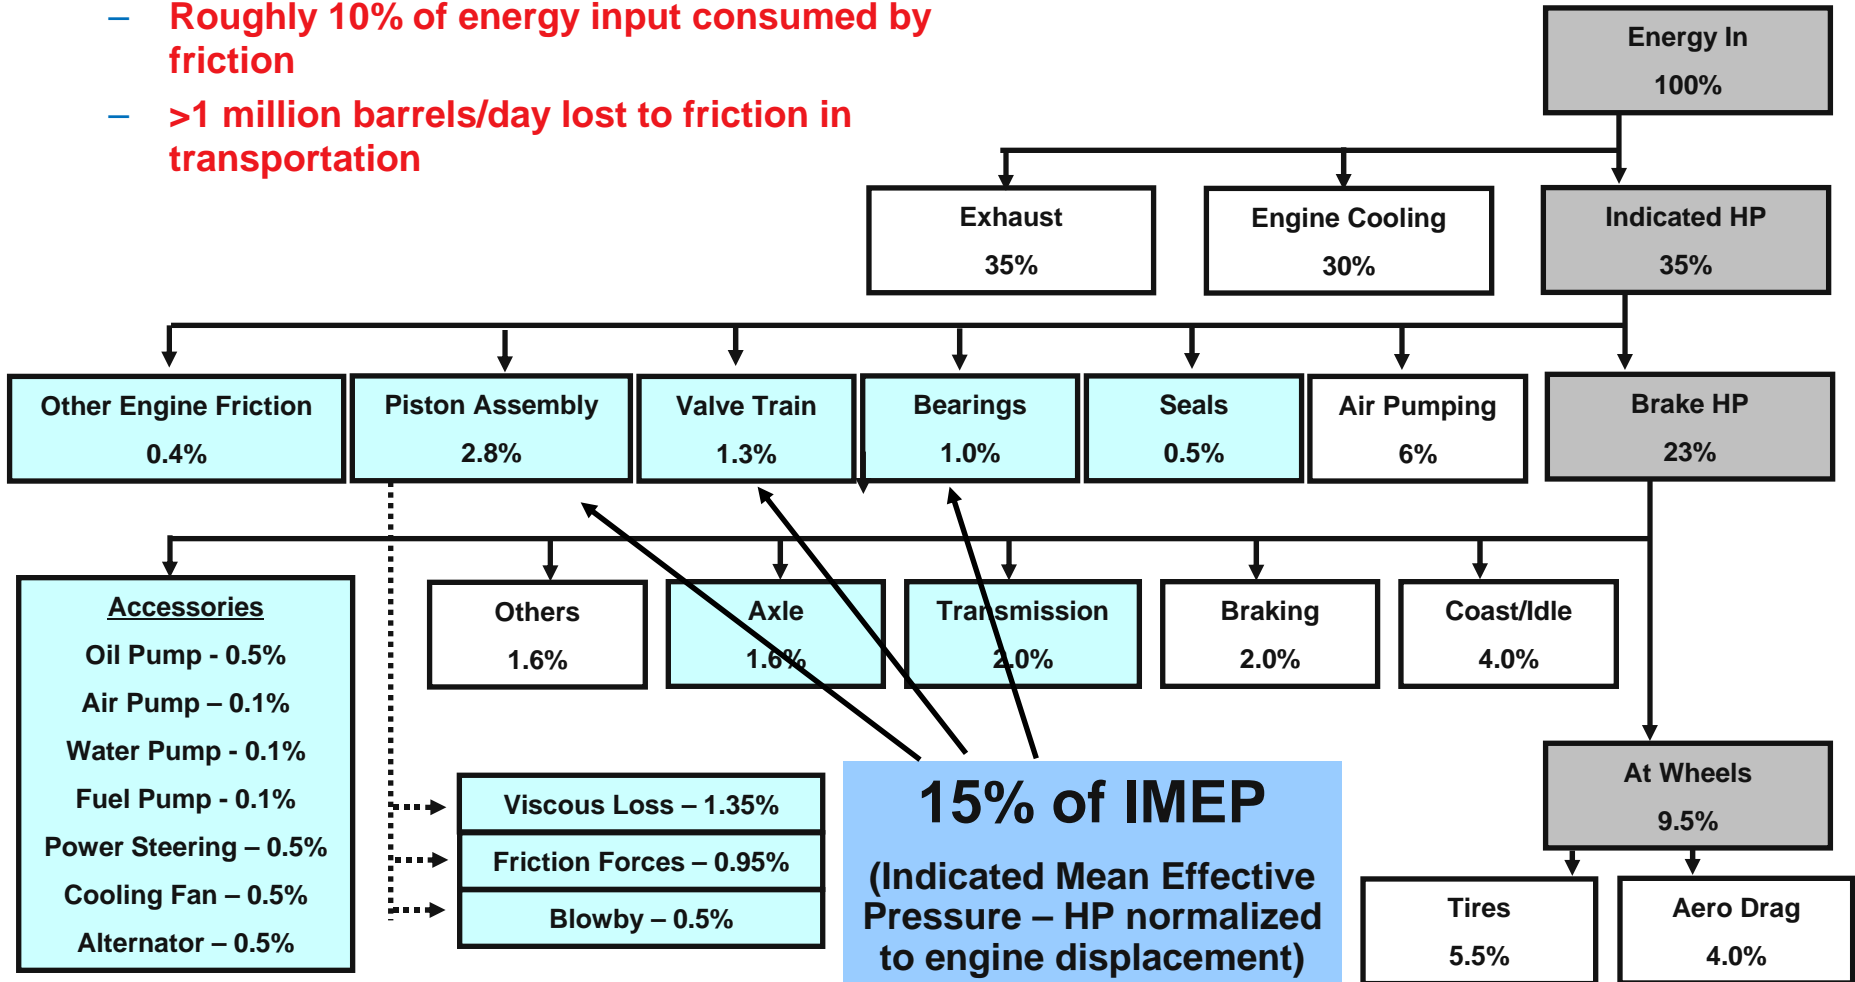 – Roughly 10% of energy input consumed by
friction
– >1 million barrels/day lost to friction in
transportation
Energy In
100%
Exhaust
35%
Engine Cooling
30%
Indicated HP
35%
Other Engine Friction
0.4%
Piston Assembly
2.8%
Valve Train
1.3%
Bearings
1.0%
Seals
0.5%
Air Pumping
6%
Brake HP
23%
Accessories
Oil Pump - 0.5%
Air Pump – 0.1%
Water Pump - 0.1%
Fuel Pump - 0.1%
Power Steering – 0.5%
Cooling Fan – 0.5%
Alternator – 0.5%
Others
1.6%
Axle
1.6%
Transmission
2.0%
Braking
2.0%
Coast/Idle
4.0%
Viscous Loss – 1.35%
Friction Forces – 0.95%
Blowby – 0.5%
15% of IMEP
(Indicated Mean Effective
Pressure – HP normalized
to engine displacement)
At Wheels
9.5%
Tires
5.5%
Aero Drag
4.0%